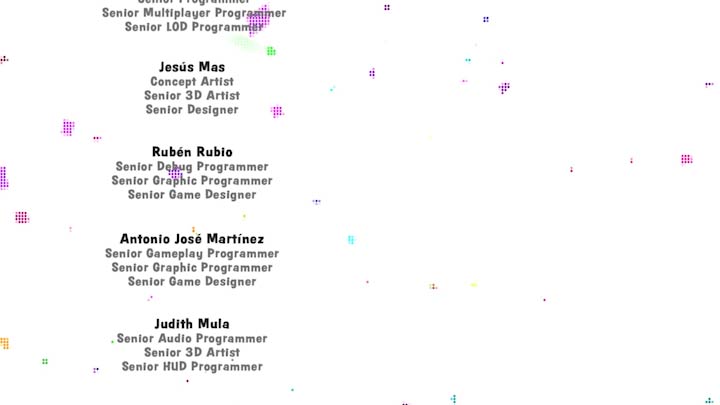 Senior Programmer
Senior Multiplayer Programmer
Senior LOD Programmer
Jesús Mas
Concept Artist
Senior 3D Artist
Senior Designer
Rubén Rubio
Senior Debug Programmer
Senior Graphic Programmer
Senior Game Designer
Antonio José Martínez
Senior Gameplay Programmer
Senior Graphic Programmer
Senior Game Designer
Judith Mula
Senior Audio Programmer
Senior 3D Artist
Senior HUD Programmer